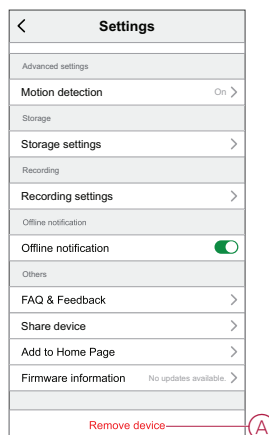 Settings
Advanced settings
Motion detection On
Storage
Storage settings
Recording
Recording settings
Offline notification
Offline notification
Others
FAQ & Feedback
Share device
Add to Home Page
Firmware information No updates available.
Remove device A